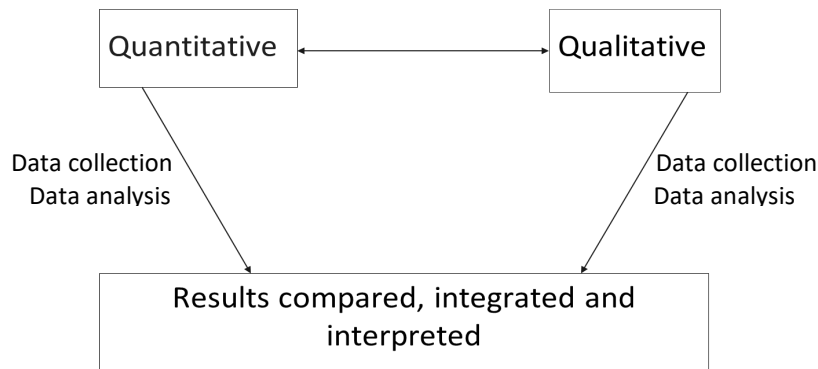 Quantitative
Qualitative
Data collection
Data analysis
Data collection
Data analysis
Results compared, integrated and
interpreted